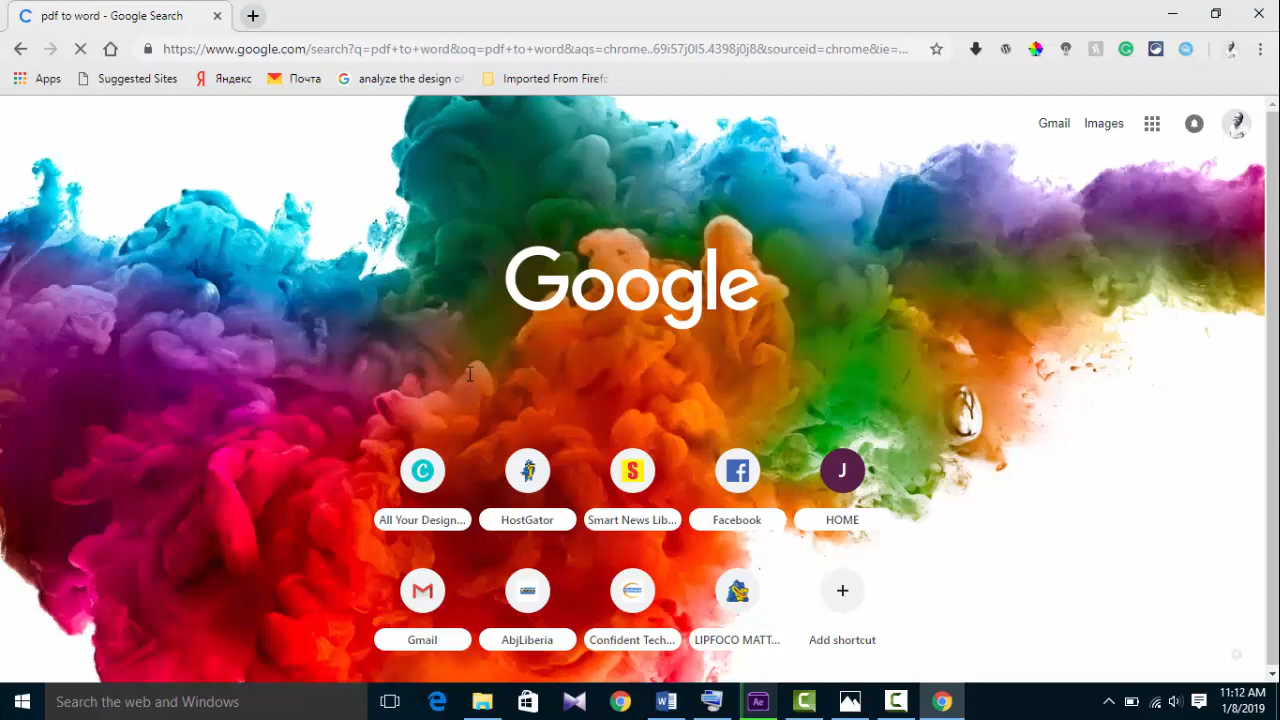 pdf to word - Google Search
https://www.google.com/search?q=pdf+to+word&oq=pdf+to+word&aqs=chrome..69i57j0l5.4398j0j8&sourceid=chrome&ie=...
Apps Suggested Sites Яндекс Почта analyze the design of Imported From Firef
Gmail Images
Google
All Your Design... HostGator Smart News Lib... Facebook J HOME
Gmail AbjLiberia Confident Tech... LIPFOCO MATT... Add shortcut
Search the web and Windows
11:12 AM
1/8/2019